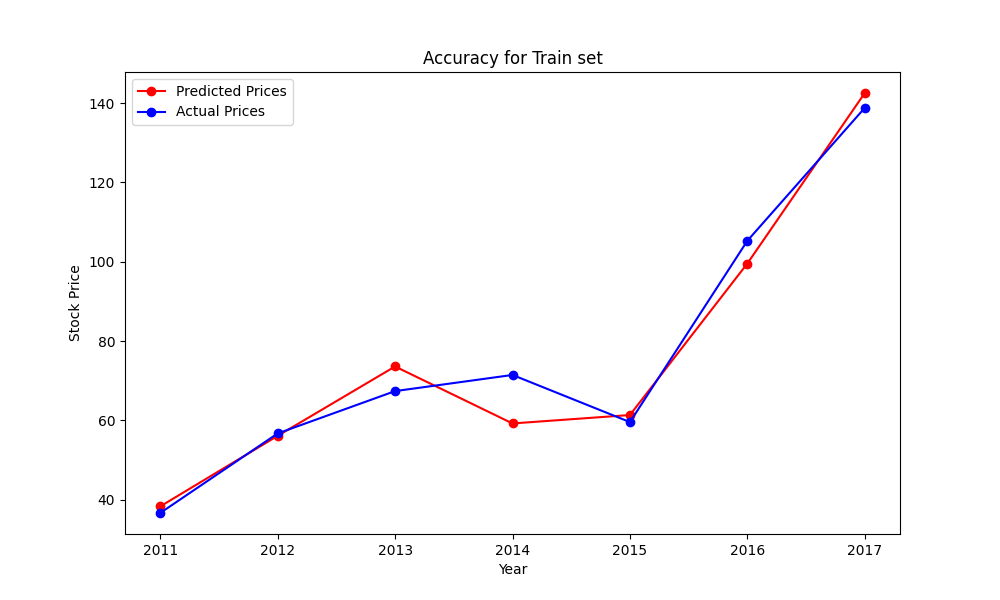 Accuracy for Train set
Predicted Prices
Actual Prices
140
120
100
80
60
40
Stock Price
2011 2012 2013 2014 2015 2016 2017
Year